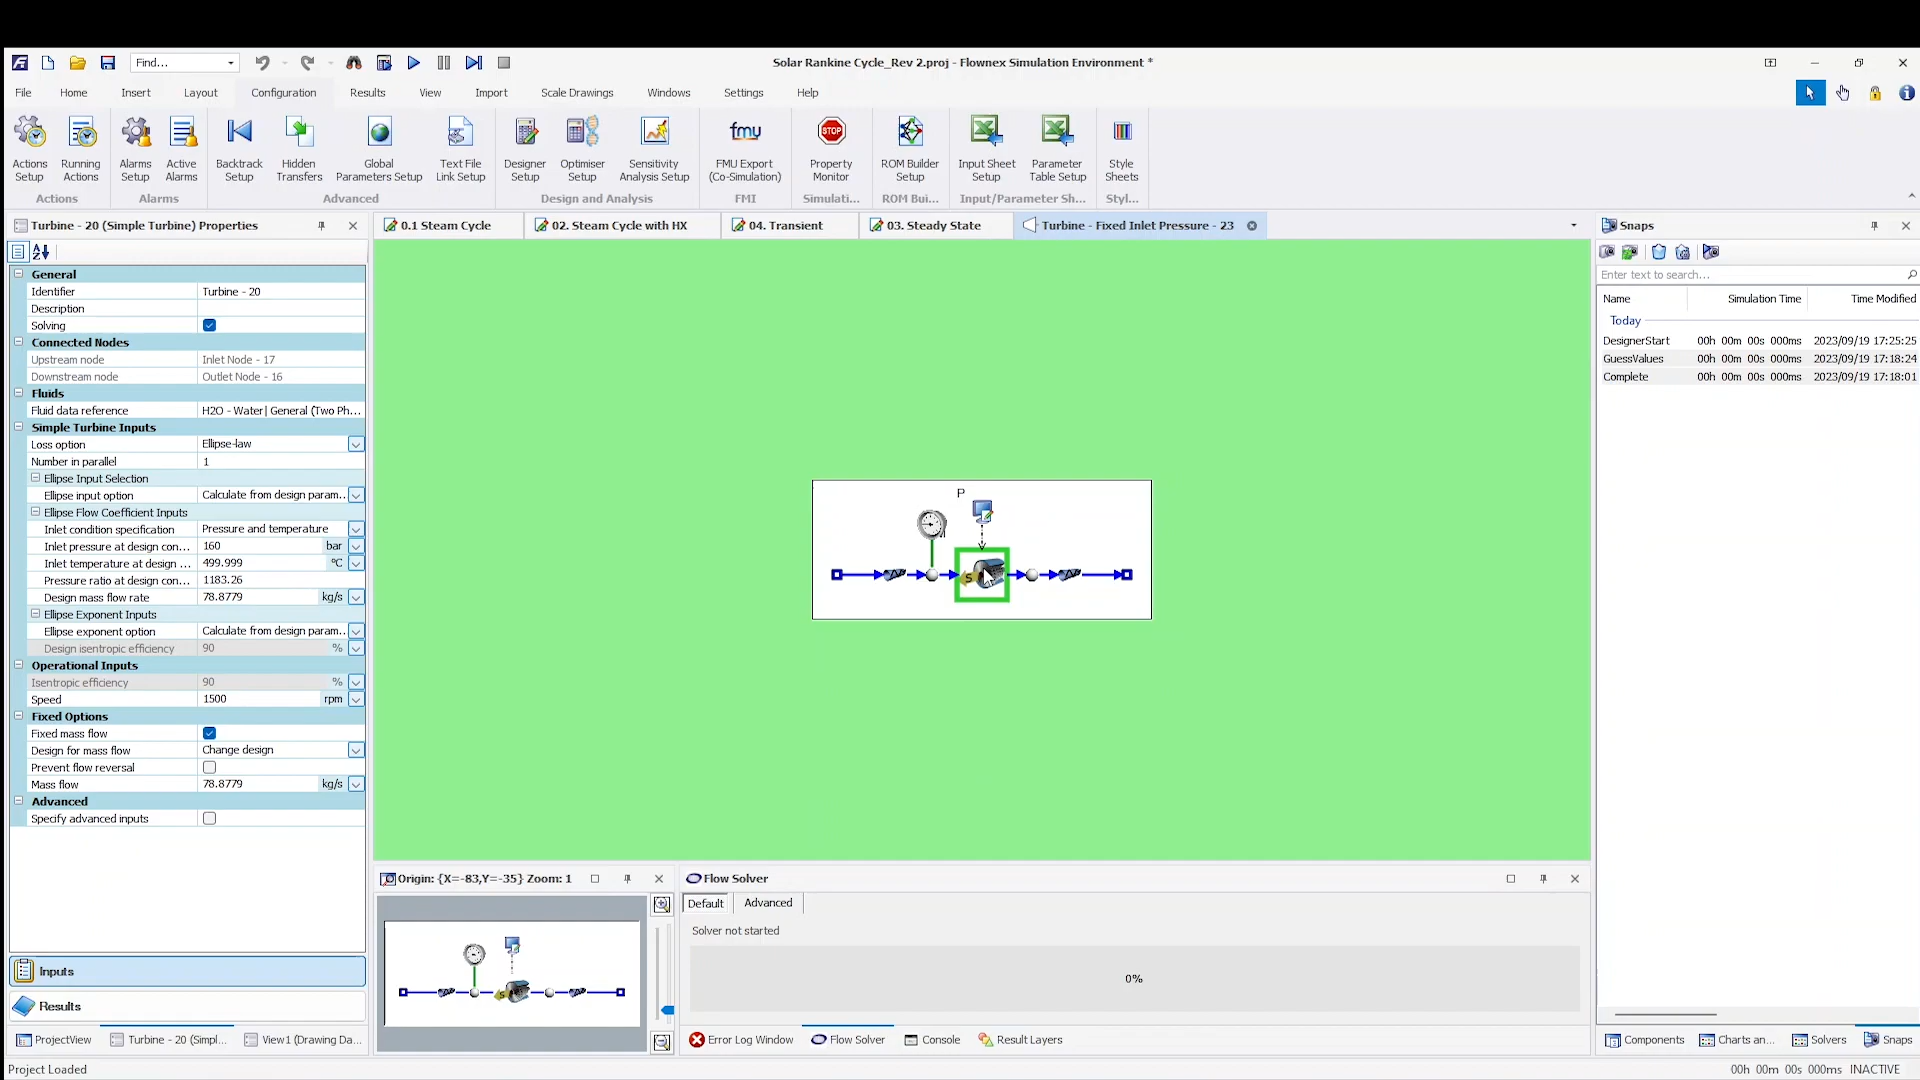 Find...
Solar Rankine Cycle_Rev 2.proj - Flownex Simulation Environment *
File Home Insert Layout Configuration Results View Import Scale Drawings Windows Settings Help
Actions Setup
Running Actions
Actions
Alarms Setup
Active Alarms
Alarms
Backtrack Setup
Hidden Transfers
Global Parameters Setup
Text File Link Setup
Advanced
Designer Setup
Optimiser Setup
Sensitivity Analysis Setup
Design and Analysis
fmu
FMU Export (Co-Simulation)
FMI
STOP
Property Monitor
Simulati...
ROM Builder Setup
ROM Bui...
Input Sheet Setup
Parameter Table Setup
Input/Parameter Sh...
Style Sheets
Styl...
Turbine - 20 (Simple Turbine) Properties
General
Identifier Turbine - 20
Description
Solving
Connected Nodes
Upstream node Inlet Node - 17
Downstream node Outlet Node - 16
Fluids
Fluid data reference H2O - Water| General (Two Ph...
Simple Turbine Inputs
Loss option Ellipse-law
Number in parallel 1
Ellipse Input Selection
Ellipse input option Calculate from design param...
Ellipse Flow Coefficient Inputs
Inlet condition specification Pressure and temperature
Inlet pressure at design con... 160 bar
Inlet temperature at design ... 499.999 °C
Pressure ratio at design con... 1183.26
Design mass flow rate 78.8779 kg/s
Ellipse Exponent Inputs
Ellipse exponent option Calculate from design param...
Design isentropic efficiency 90 %
Operational Inputs
Isentropic efficiency 90 %
Speed 1500 rpm
Fixed Options
Fixed mass flow
Design for mass flow Change design
Prevent flow reversal
Mass flow 78.8779 kg/s
Advanced
Specify advanced inputs
Inputs
Results
ProjectView Turbine - 20 (Simpl... View1 (Drawing Da...
0.1 Steam Cycle 02. Steam Cycle with HX 04. Transient 03. Steady State Turbine - Fixed Inlet Pressure - 23
P
S
Origin: {X=-83,Y=-35} Zoom: 1
S
Flow Solver
Default Advanced
Solver not started
0%
Error Log Window Flow Solver Console Result Layers
Snaps
Enter text to search...
Name Simulation Time Time Modified
Today
DesignerStart 00h 00m 00s 000ms 2023/09/19 17:25:25
GuessValues 00h 00m 00s 000ms 2023/09/19 17:18:24
Complete 00h 00m 00s 000ms 2023/09/19 17:18:01
Components Charts an... Solvers Snaps
Project Loaded
00h 00m 00s 000ms INACTIVE